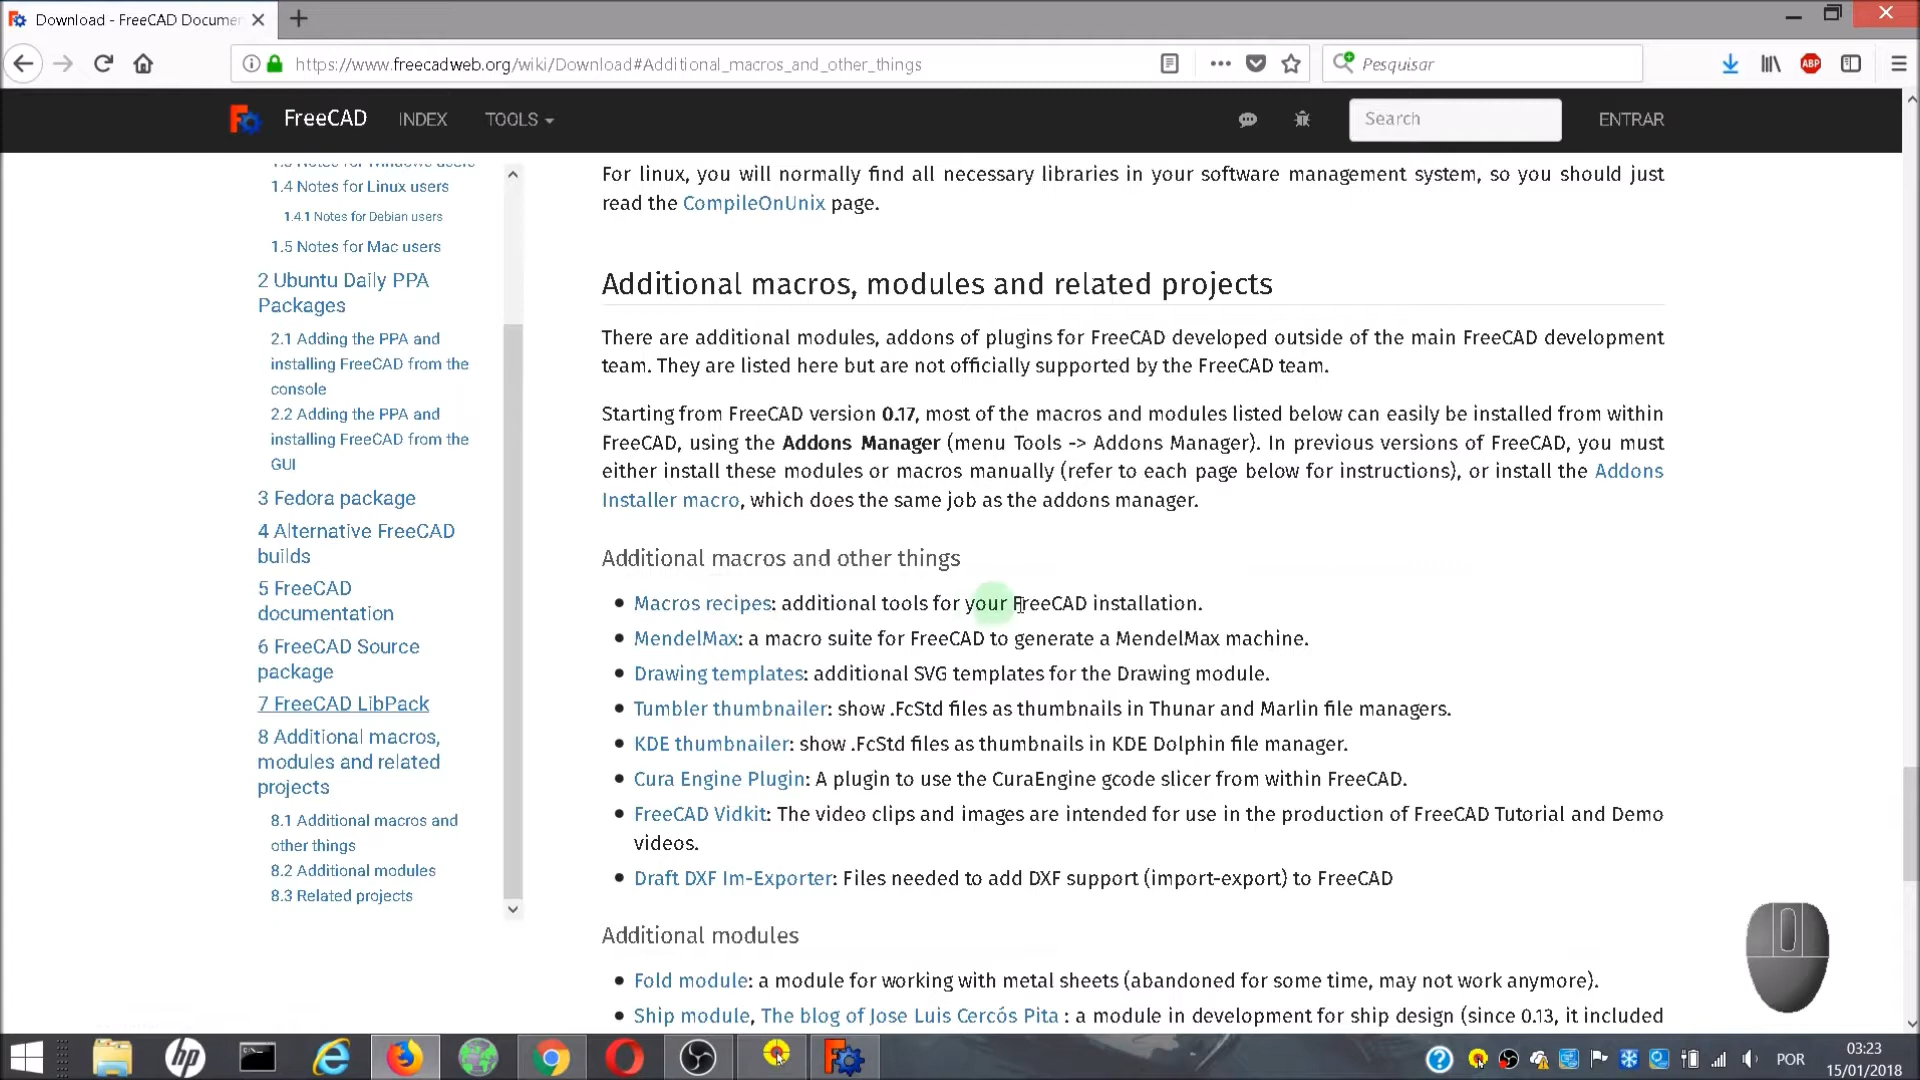 Download - FreeCAD Documen
https://www.freecadweb.org/wiki/Download#Additional_macros_and_other_things
Pesquisar
ABP
FreeCAD
INDEX
TOOLS
Search
ENTRAR
1.3 Notes for Windows users
1.4 Notes for Linux users
1.4.1 Notes for Debian users
1.5 Notes for Mac users
2 Ubuntu Daily PPA
Packages
2.1 Adding the PPA and
installing FreeCAD from the
console
2.2 Adding the PPA and
installing FreeCAD from the
GUI
3 Fedora package
4 Alternative FreeCAD
builds
5 FreeCAD
documentation
6 FreeCAD Source
package
7 FreeCAD LibPack
8 Additional macros,
modules and related
projects
8.1 Additional macros and
other things
8.2 Additional modules
8.3 Related projects
For linux, you will normally find all necessary libraries in your software management system, so you should just
read the CompileOnUnix page.
Additional macros, modules and related projects
There are additional modules, addons of plugins for FreeCAD developed outside of the main FreeCAD development
team. They are listed here but are not officially supported by the FreeCAD team.
Starting from FreeCAD version 0.17, most of the macros and modules listed below can easily be installed from within
FreeCAD, using the Addons Manager (menu Tools -> Addons Manager). In previous versions of FreeCAD, you must
either install these modules or macros manually (refer to each page below for instructions), or install the Addons
Installer macro, which does the same job as the addons manager.
Additional macros and other things
Macros recipes: additional tools for your FreeCAD installation.
MendelMax: a macro suite for FreeCAD to generate a MendelMax machine.
Drawing templates: additional SVG templates for the Drawing module.
Tumbler thumbnailer: show .FcStd files as thumbnails in Thunar and Marlin file managers.
KDE thumbnailer: show .FcStd files as thumbnails in KDE Dolphin file manager.
Cura Engine Plugin: A plugin to use the CuraEngine gcode slicer from within FreeCAD.
FreeCAD Vidkit: The video clips and images are intended for use in the production of FreeCAD Tutorial and Demo
videos.
Draft DXF Im-Exporter: Files needed to add DXF support (import-export) to FreeCAD
Additional modules
Fold module: a module for working with metal sheets (abandoned for some time, may not work anymore).
Ship module, The blog of Jose Luis Cercós Pita : a module in development for ship design (since 0.13, it included
hp
POR
03:23
15/01/2018